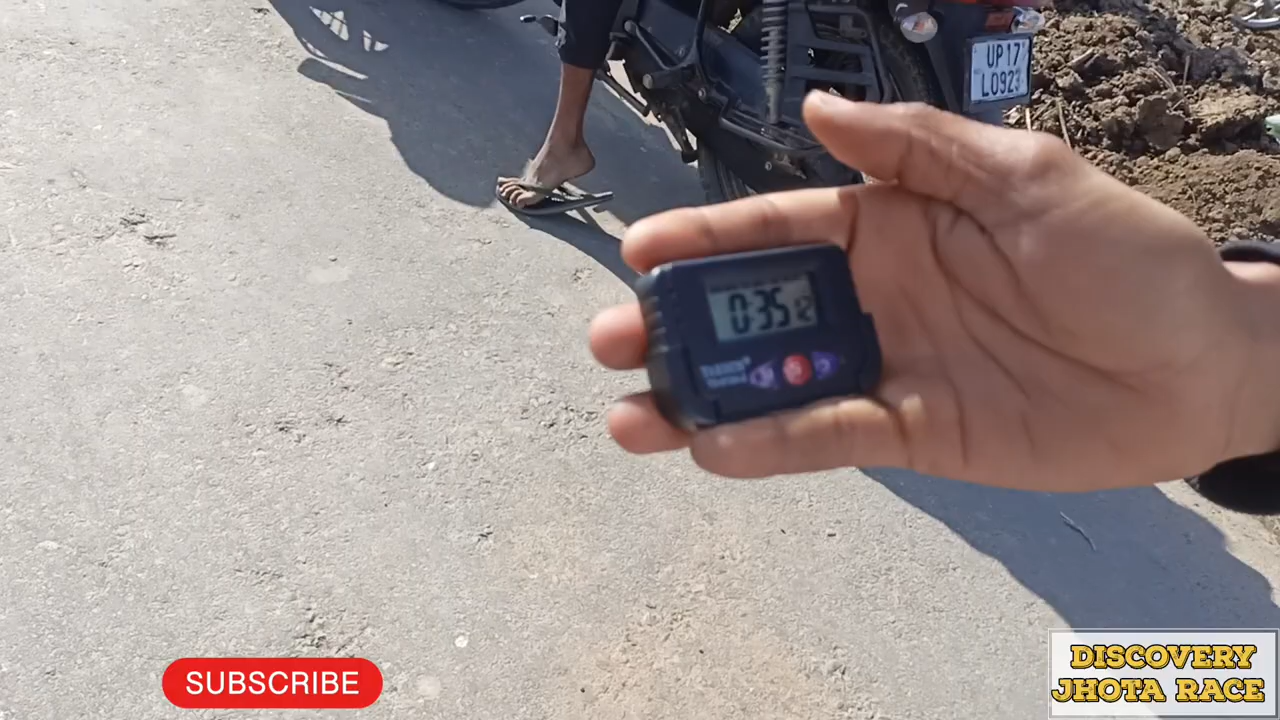 UP17
L0923
0:35 12
SUBSCRIBE
DISCOVERY
JHOTA RACE